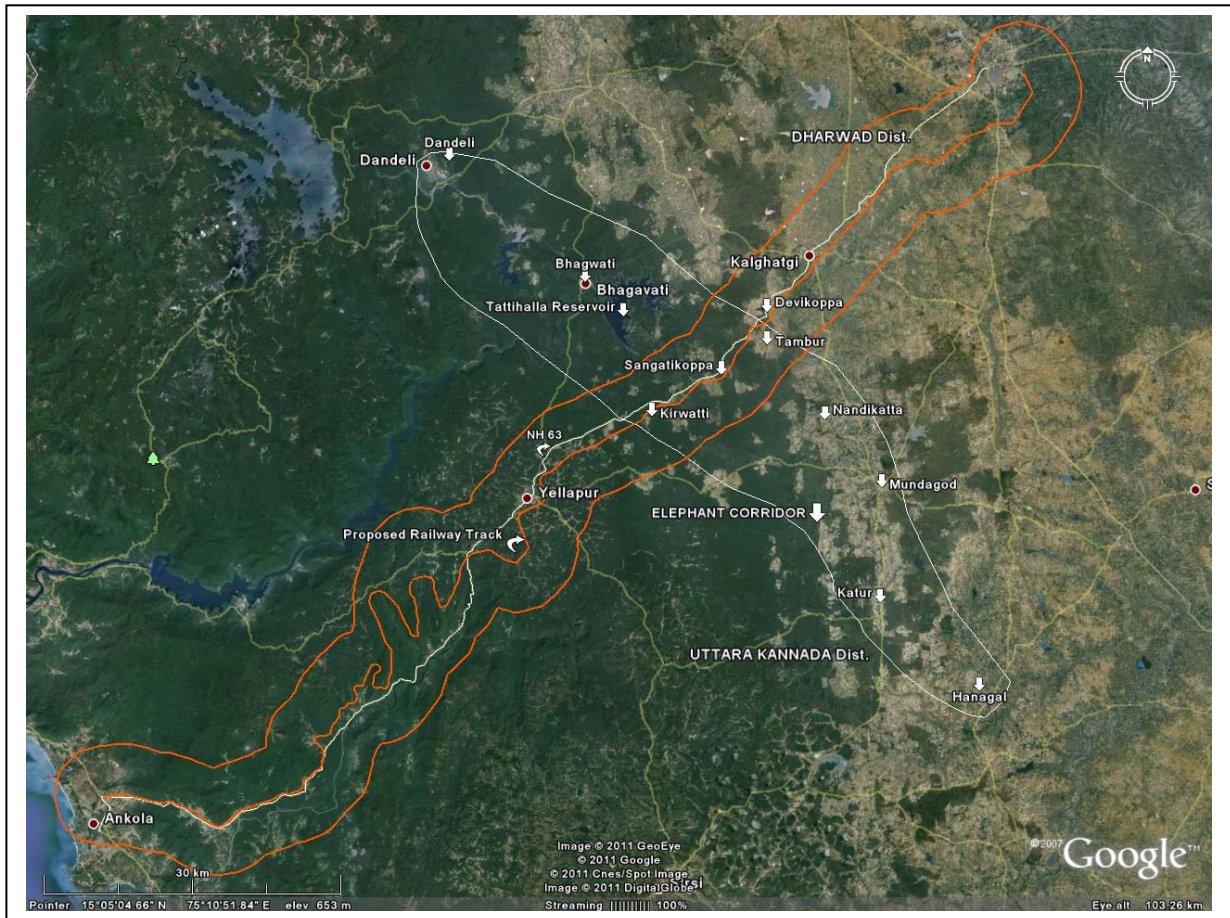 N
DHARWAD Dist.
Dandeli
Dandeli
Kalghatgi
Bhagwati
Bhagavati
Tattihalla Reservoir
Devikoppa
Tambur
Sangatikoppa
Kirwatti
Nandikatta
NH 63
Mundagod
Yellapur
ELEPHANT CORRIDOR
Proposed Railway Track
Katur
UTTARA KANNADA Dist.
Hanagal
Ankola
30 km
Image © 2011 GeoEye
© 2011 Google
© 2011 Cnes/Spot Image
Image © 2011 DigitalGlobe
Sirsi
©2007 Google™
Pointer 15°05'04.66" N 75°10'51.84" E elev 653 m
Streaming |||||||||| 100%
Eye alt 103.26 km